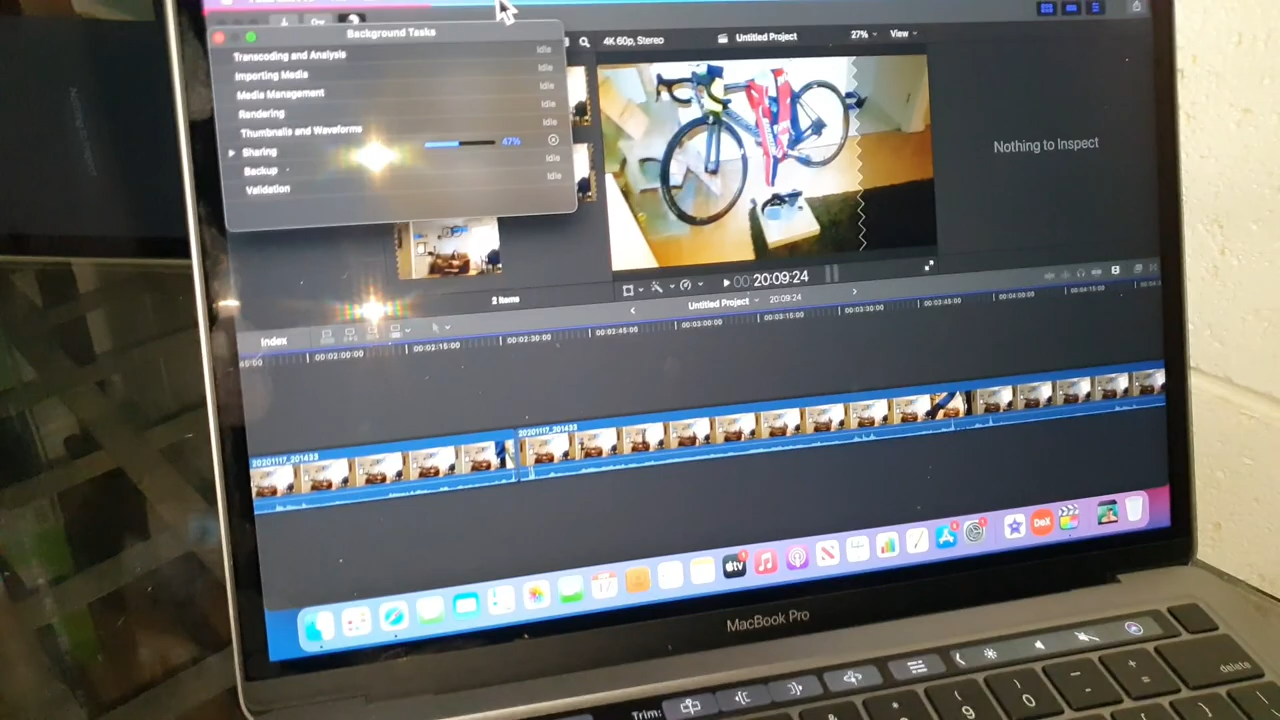 Background Tasks
Transcoding and Analysis Idle
Importing Media Idle
Media Management Idle
Rendering Idle
Thumbnails and Waveforms Idle
Sharing 47%
Backup Idle
Validation Idle
4K 60p, Stereo
Untitled Project
27%
View
Nothing to Inspect
20:09:24
2 items
Untitled Project
20:09:24
Index
00:02:00:00
00:02:15:00
00:02:30:00
00:02:45:00
00:03:00:00
00:03:15:00
00:03:30:00
00:03:45:00
00:04:00:00
00:04:15:00
20201117_201433
20201117_201433
17
tv
DeX
MacBook Pro
Trim:
delete
9
0